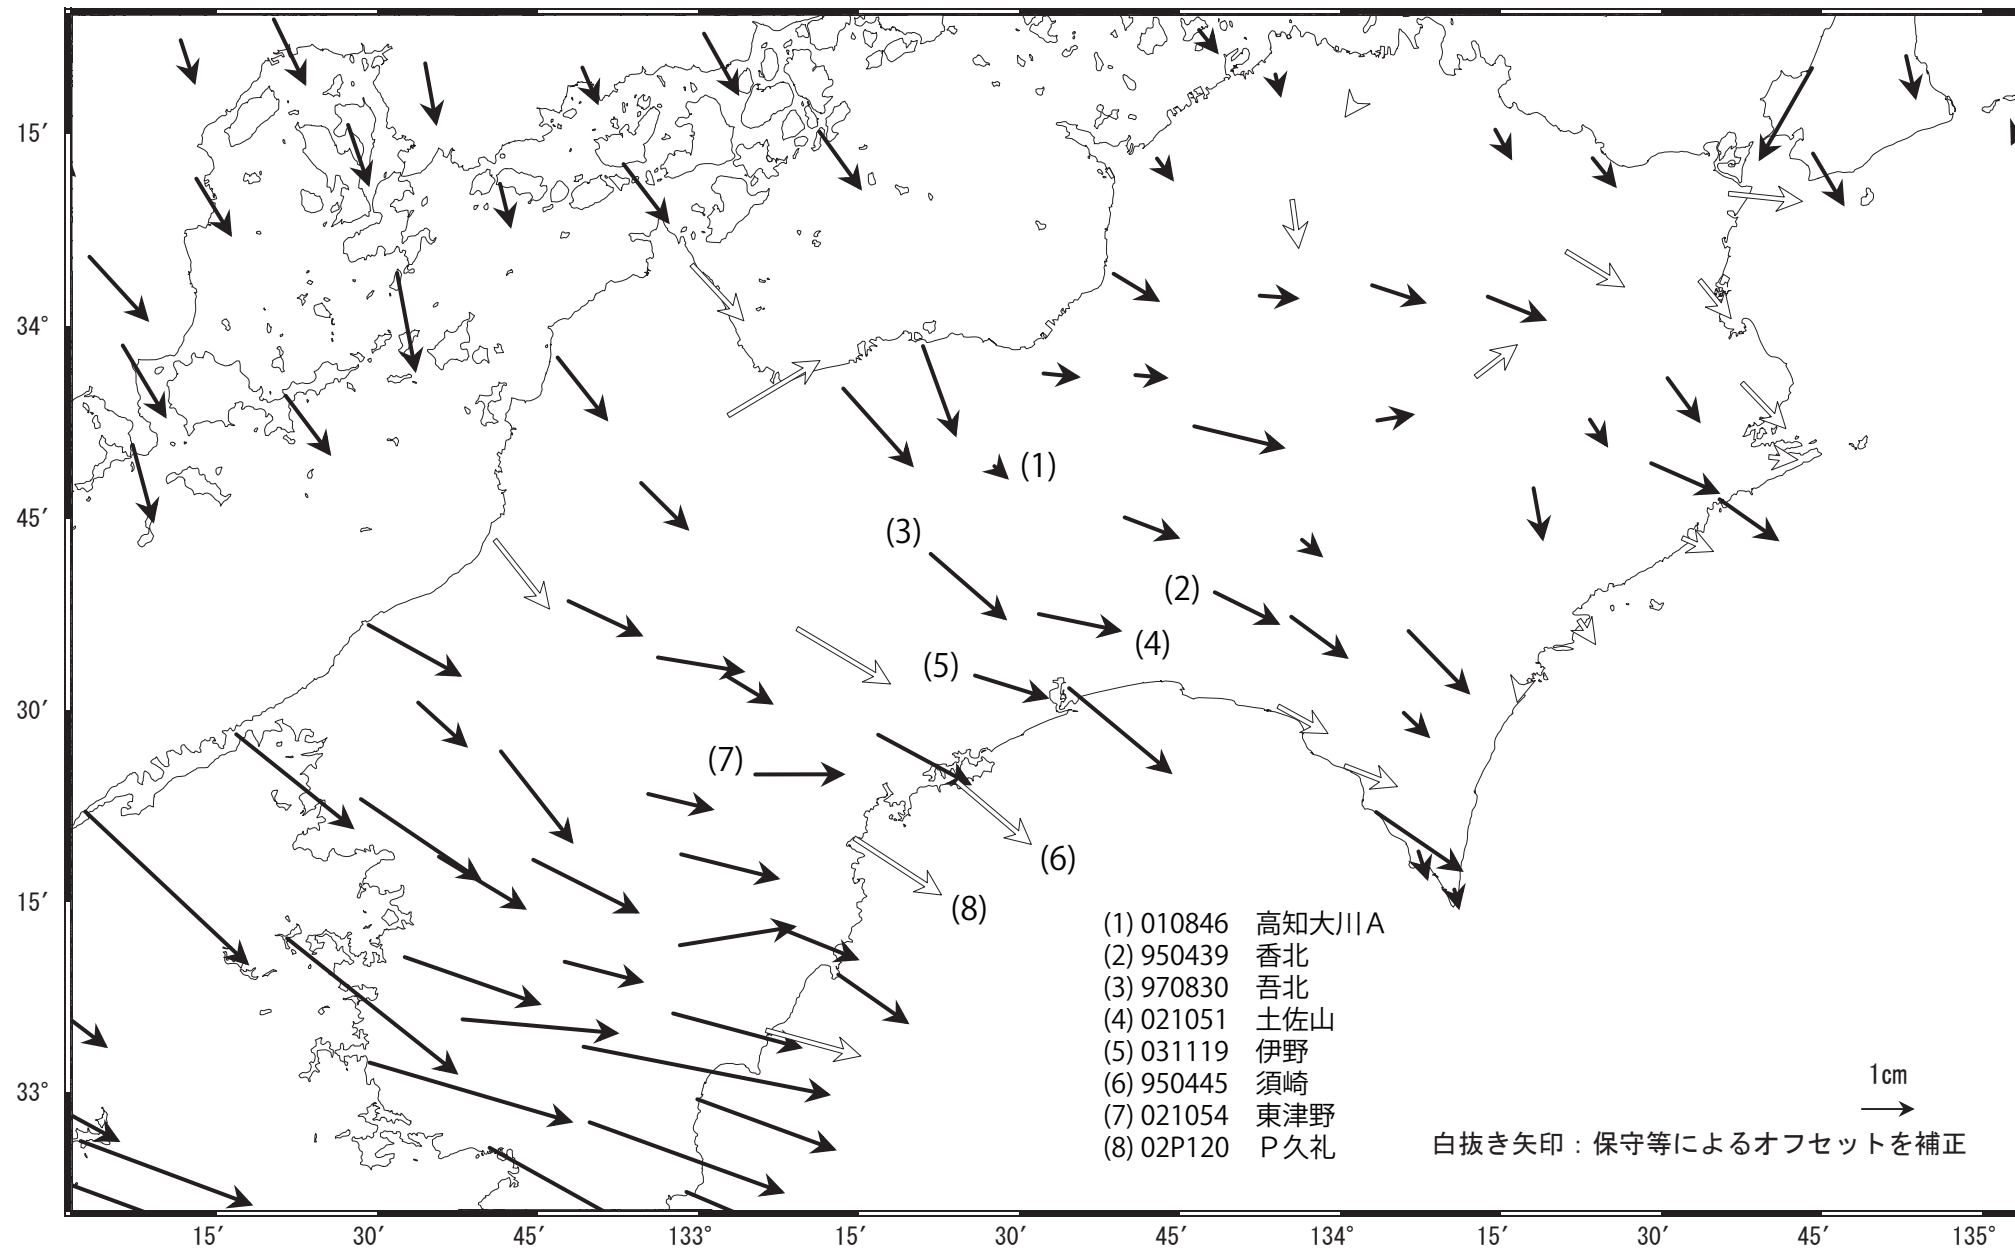 15′
34°
45′
30′
15′
33°
(1)
(3)
(2)
(4)
(5)
(7)
(6)
(8)
(1) 010846 高知大川A
(2) 950439 香北
(3) 970830 吾北
(4) 021051 土佐山
(5) 031119 伊野
(6) 950445 須崎
(7) 021054 東津野
(8) 02P120 P久礼
1cm
白抜き矢印：保守等によるオフセットを補正
15′ 30′ 45′ 133° 15′ 30′ 45′ 134° 15′ 30′ 45′ 135°